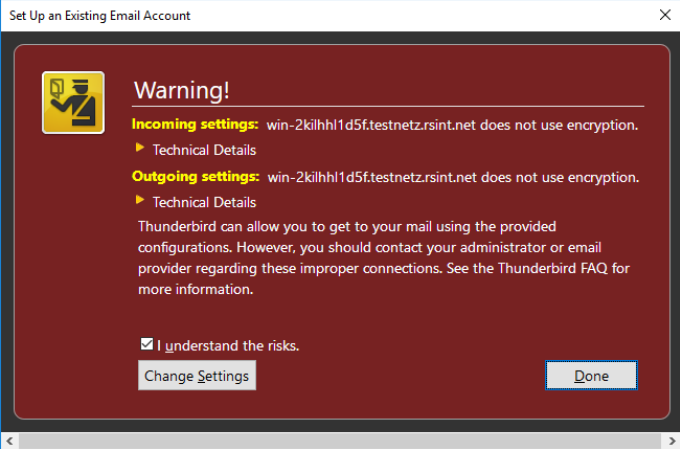 Set Up an Existing Email Account
Warning!
Incoming settings: win-2kilhhl1d5f.testnetz.rsint.net does not use encryption.
Technical Details
Outgoing settings: win-2kilhhl1d5f.testnetz.rsint.net does not use encryption.
Technical Details
Thunderbird can allow you to get to your mail using the provided
configurations. However, you should contact your administrator or email
provider regarding these improper connections. See the Thunderbird FAQ for
more information.
I understand the risks.
Change Settings
Done